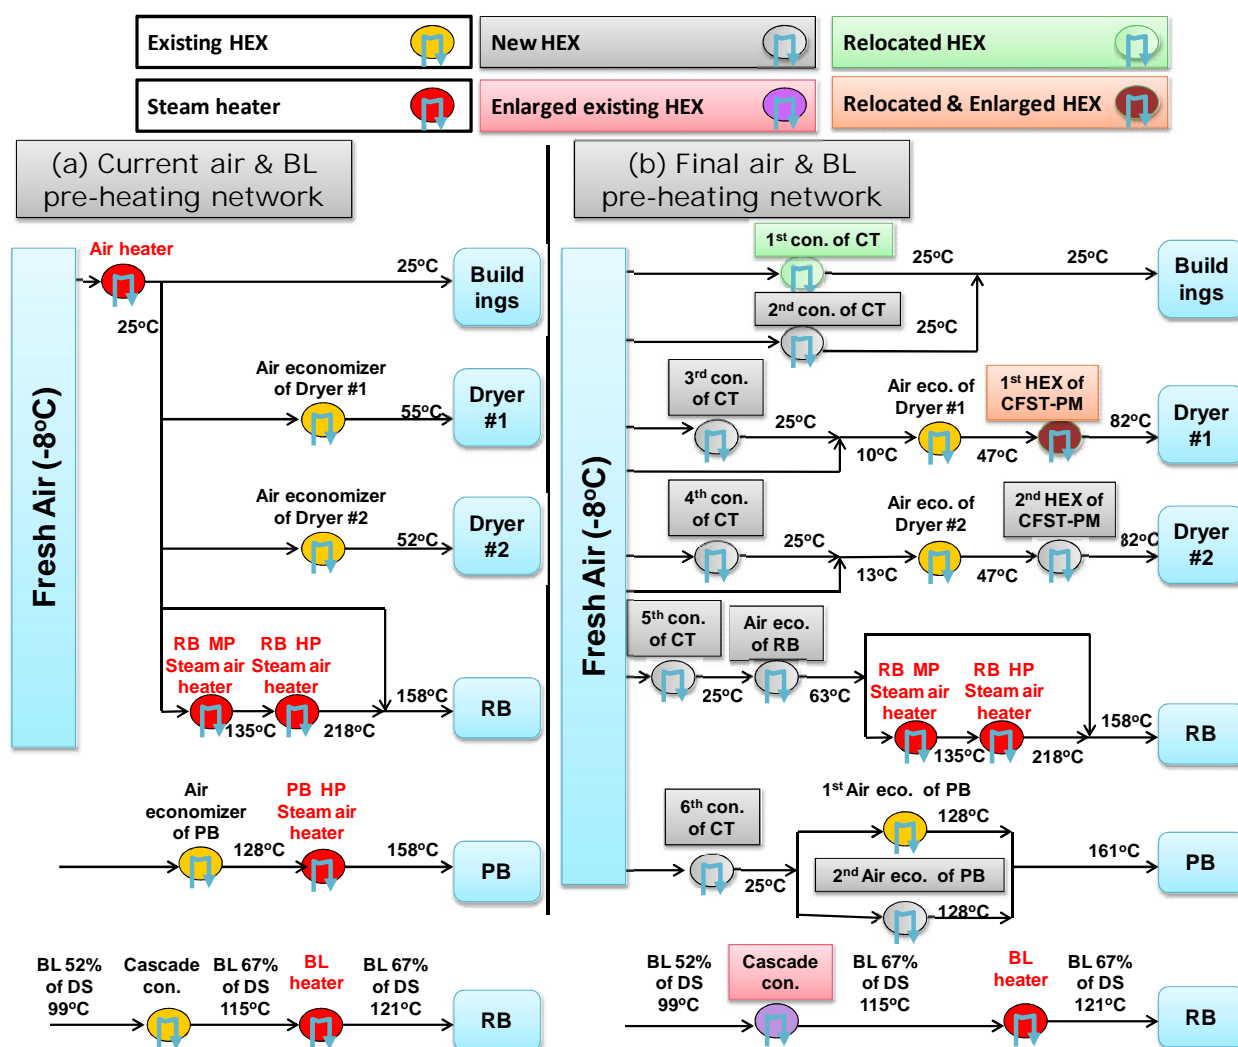 Existing HEX
New HEX
Relocated HEX
Steam heater
Enlarged existing HEX
Relocated & Enlarged HEX
(a) Current air & BL
pre-heating network
Fresh Air (-8°C)
Air heater
25°C
25°C
Build
ings
Air economizer
of Dryer #1
55°C
Dryer
#1
Air economizer
of Dryer #2
52°C
Dryer
#2
RB MP
Steam air
heater
RB HP
Steam air
heater
135°C
218°C
158°C
RB
Air
economizer
of PB
128°C
PB HP
Steam air
heater
158°C
PB
BL 52%
of DS
99°C
Cascade
con.
BL 67%
of DS
115°C
BL
heater
BL 67%
of DS
121°C
RB
(b) Final air & BL
pre-heating network
Fresh Air (-8°C)
1st con. of CT
25°C
25°C
Build
ings
2nd con. of CT
25°C
3rd con.
of CT
25°C
10°C
Air eco. of
Dryer #1
47°C
1st HEX of
CFST-PM
82°C
Dryer
#1
4th con.
of CT
25°C
13°C
Air eco. of
Dryer #2
47°C
2nd HEX of
CFST-PM
82°C
Dryer
#2
5th con.
of CT
25°C
Air eco.
of RB
63°C
RB MP
Steam air
heater
RB HP
Steam air
heater
135°C
218°C
158°C
RB
6th con.
of CT
25°C
1st Air eco. of PB
128°C
2nd Air eco. of PB
128°C
161°C
PB
BL 52%
of DS
99°C
Cascade
con.
BL 67%
of DS
115°C
BL
heater
BL 67%
of DS
121°C
RB